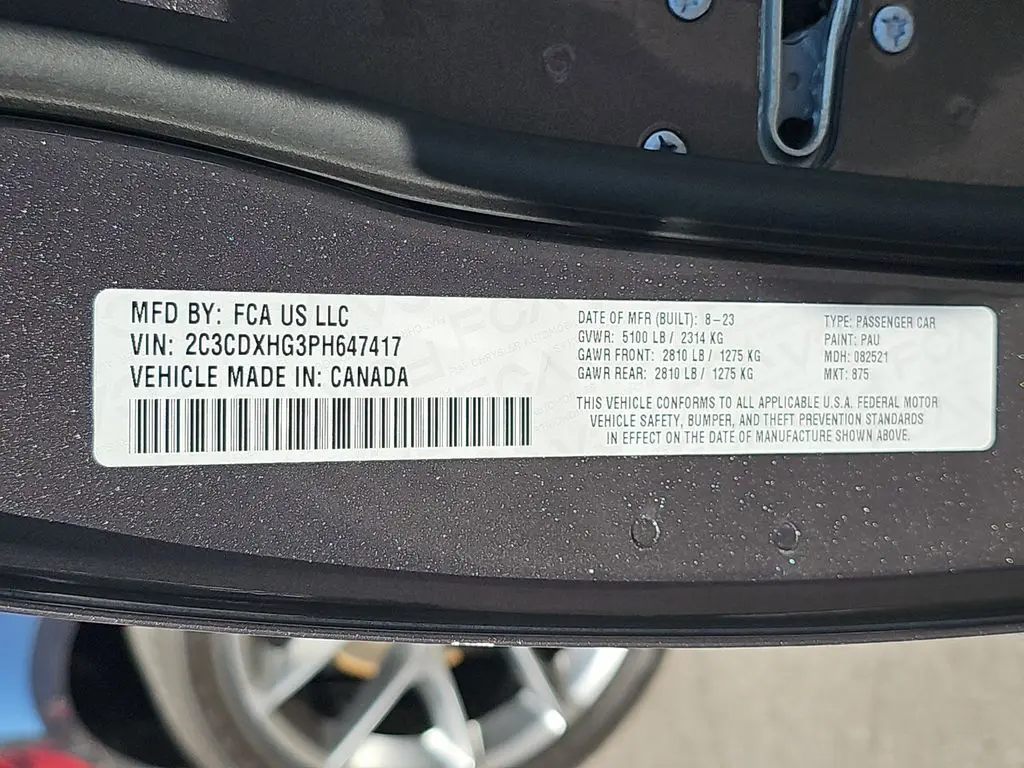 MFD BY: FCA US LLC
VIN: 2C3CDXHG3PH647417
VEHICLE MADE IN: CANADA
DATE OF MFR (BUILT): 8-23
GVWR: 5100 LB / 2314 KG
GAWR FRONT: 2810 LB / 1275 KG
GAWR REAR: 2810 LB / 1275 KG
TYPE: PASSENGER CAR
PAINT: PAU
MDH: 082521
MKT: 875
THIS VEHICLE CONFORMS TO ALL APPLICABLE U.S.A. FEDERAL MOTOR
VEHICLE SAFETY, BUMPER, AND THEFT PREVENTION STANDARDS
IN EFFECT ON THE DATE OF MANUFACTURE SHOWN ABOVE.